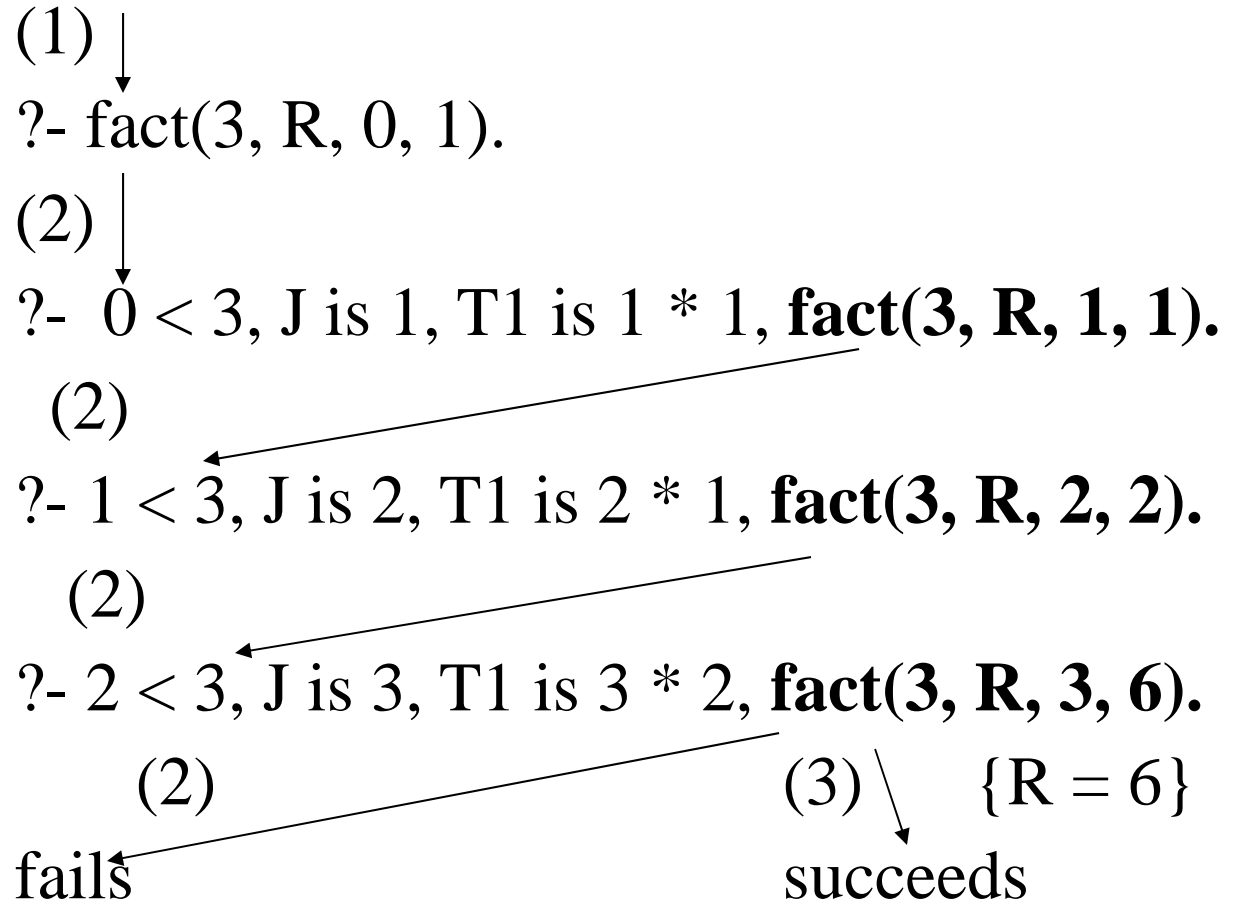 (1)
?- fact(3, R, 0, 1).
(2)
?- 0 < 3, J is 1, T1 is 1 * 1, fact(3, R, 1, 1).
(2)
?- 1 < 3, J is 2, T1 is 2 * 1, fact(3, R, 2, 2).
(2)
?- 2 < 3, J is 3, T1 is 3 * 2, fact(3, R, 3, 6).
(2) (3) {R = 6}
fails succeeds